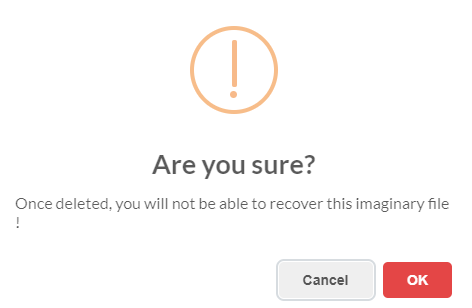 Are you sure?
Once deleted, you will not be able to recover this imaginary file
!
Cancel
OK